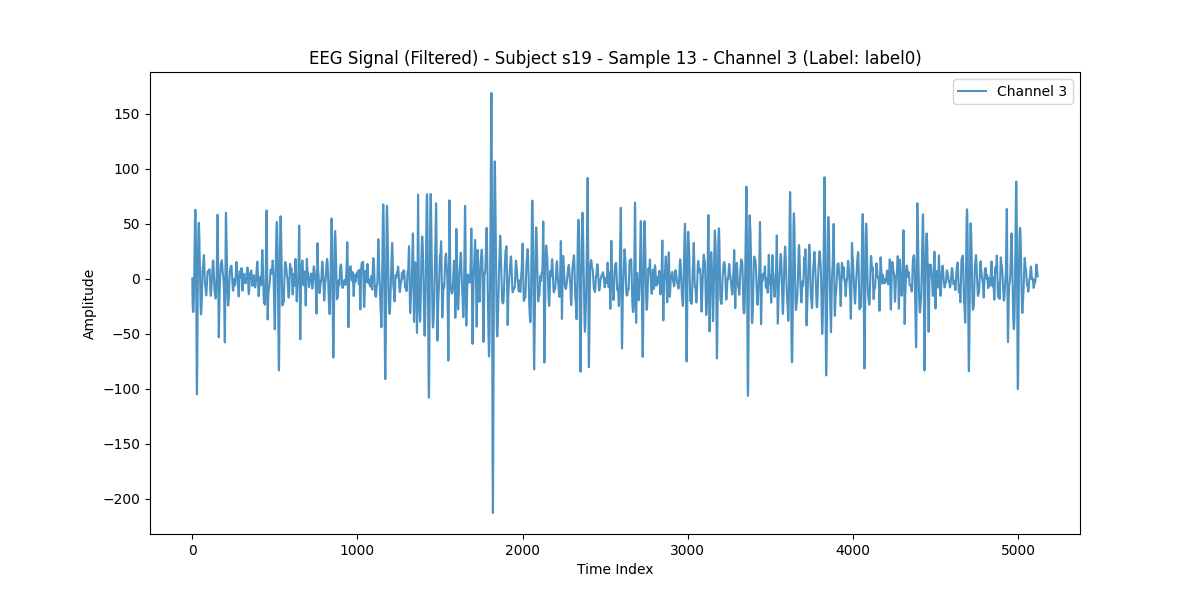 EEG Signal (Filtered) - Subject s19 - Sample 13 - Channel 3 (Label: label0)
Channel 3
Amplitude
150
100
50
0
−50
−100
−150
−200
0 1000 2000 3000 4000 5000
Time Index